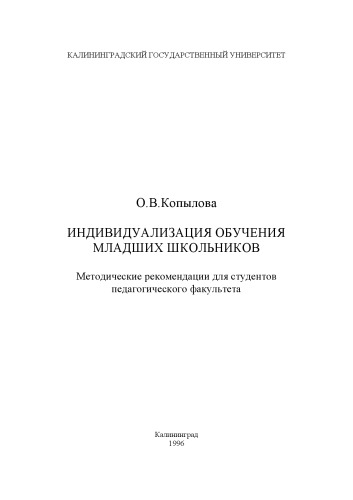 КАЛИНИНГРАДСКИЙ ГОСУДАРСТВЕННЫЙ УНИВЕРСИТЕТ
О.В.Копылова
ИНДИВИДУАЛИЗАЦИЯ ОБУЧЕНИЯ
МЛАДШИХ ШКОЛЬНИКОВ
Методические рекомендации для студентов
педагогического факультета
Калининград
1996